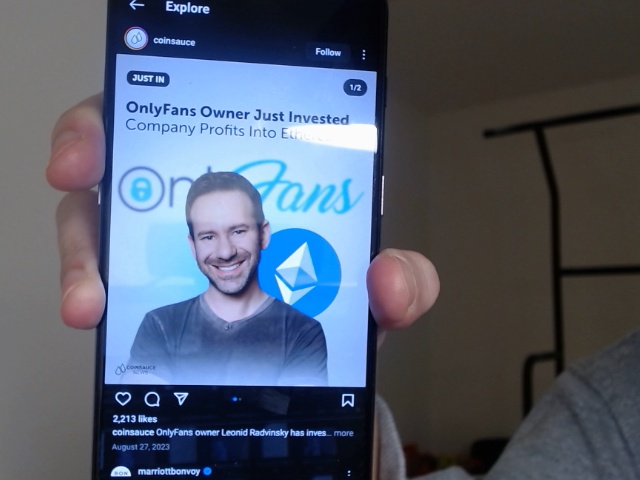 Explore
coinsauce
Follow
JUST IN
1/2
OnlyFans Owner Just Invested
Company Profits Into
OnlyFans
COINSAUCE
2,213 likes
coinsauce OnlyFans owner Leonid Radvinsky has inves... more
August 27, 2023
marriottbonvoy